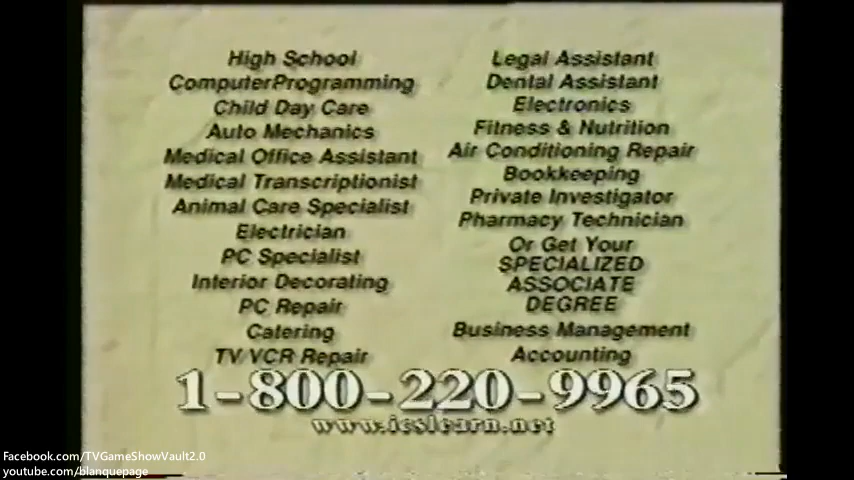 High School
ComputerProgramming
Child Day Care
Auto Mechanics
Medical Office Assistant
Medical Transcriptionist
Animal Care Specialist
Electrician
PC Specialist
Interior Decorating
PC Repair
Catering
TV/VCR Repair
Legal Assistant
Dental Assistant
Electronics
Fitness & Nutrition
Air Conditioning Repair
Bookkeeping
Private Investigator
Pharmacy Technician
Or Get Your
SPECIALIZED
ASSOCIATE
DEGREE
Business Management
Accounting
1-800-220-9965
www.icslearn.net
Facebook.com/TVGameShowVault2.0
youtube.com/blanquepage